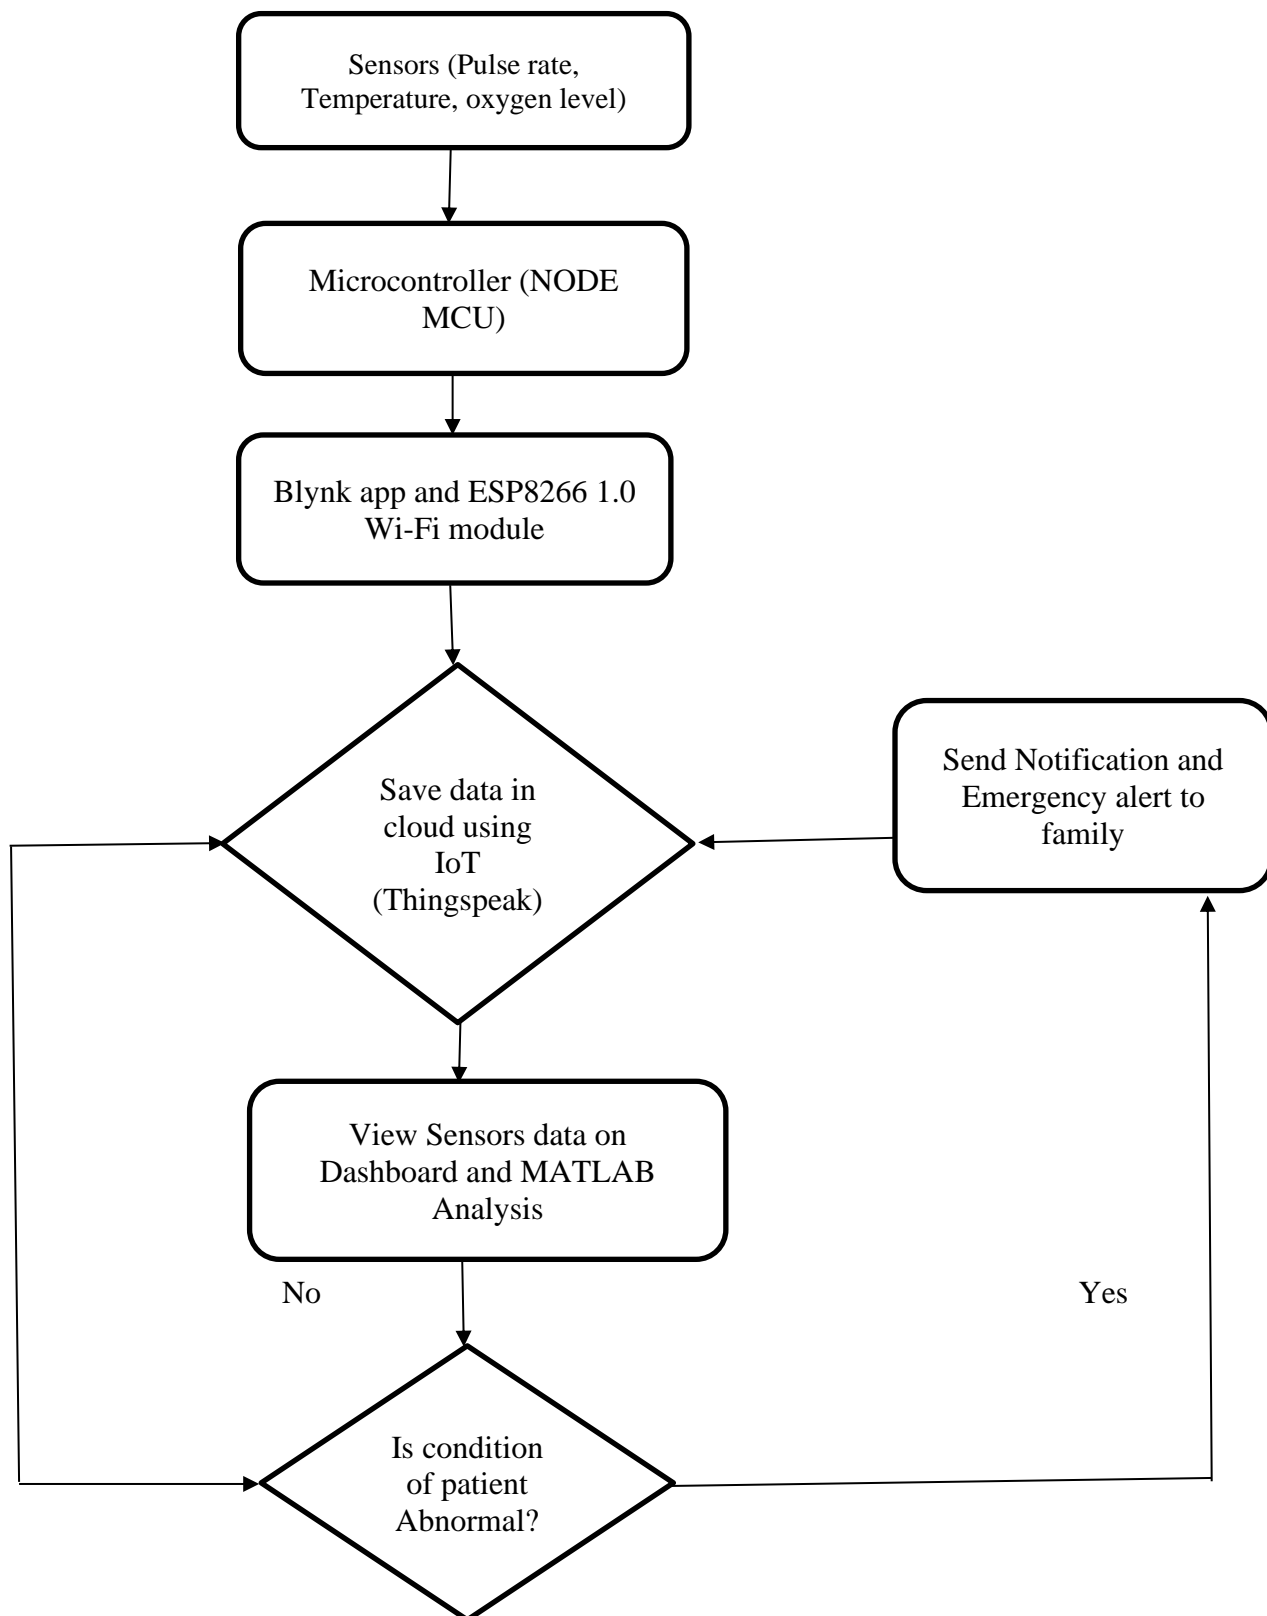 Sensors (Pulse rate,
Temperature, oxygen level)
Microcontroller (NODE
MCU)
Blynk app and ESP8266 1.0
Wi-Fi module
Save data in
cloud using
IoT
(Thingspeak)
Send Notification and
Emergency alert to
family
View Sensors data on
Dashboard and MATLAB
Analysis
No
Yes
Is condition
of patient
Abnormal?